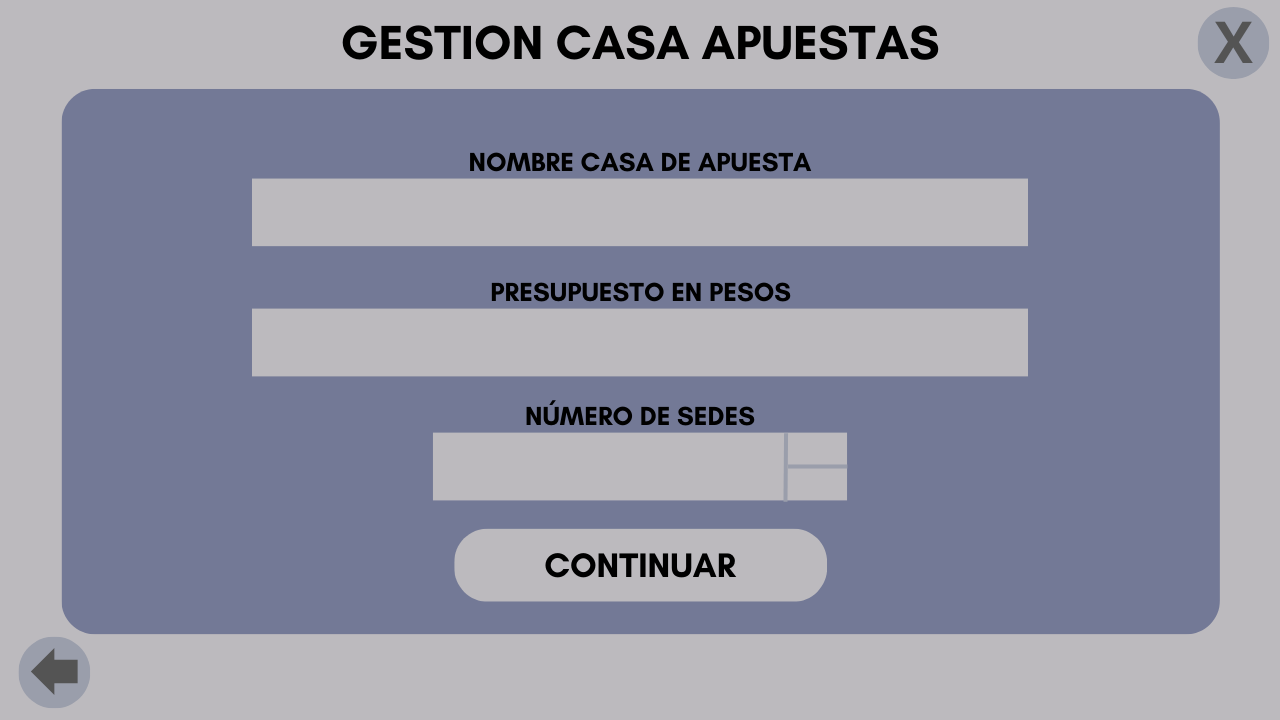 GESTION CASA APUESTAS
X
NOMBRE CASA DE APUESTA
PRESUPUESTO EN PESOS
NÚMERO DE SEDES
CONTINUAR